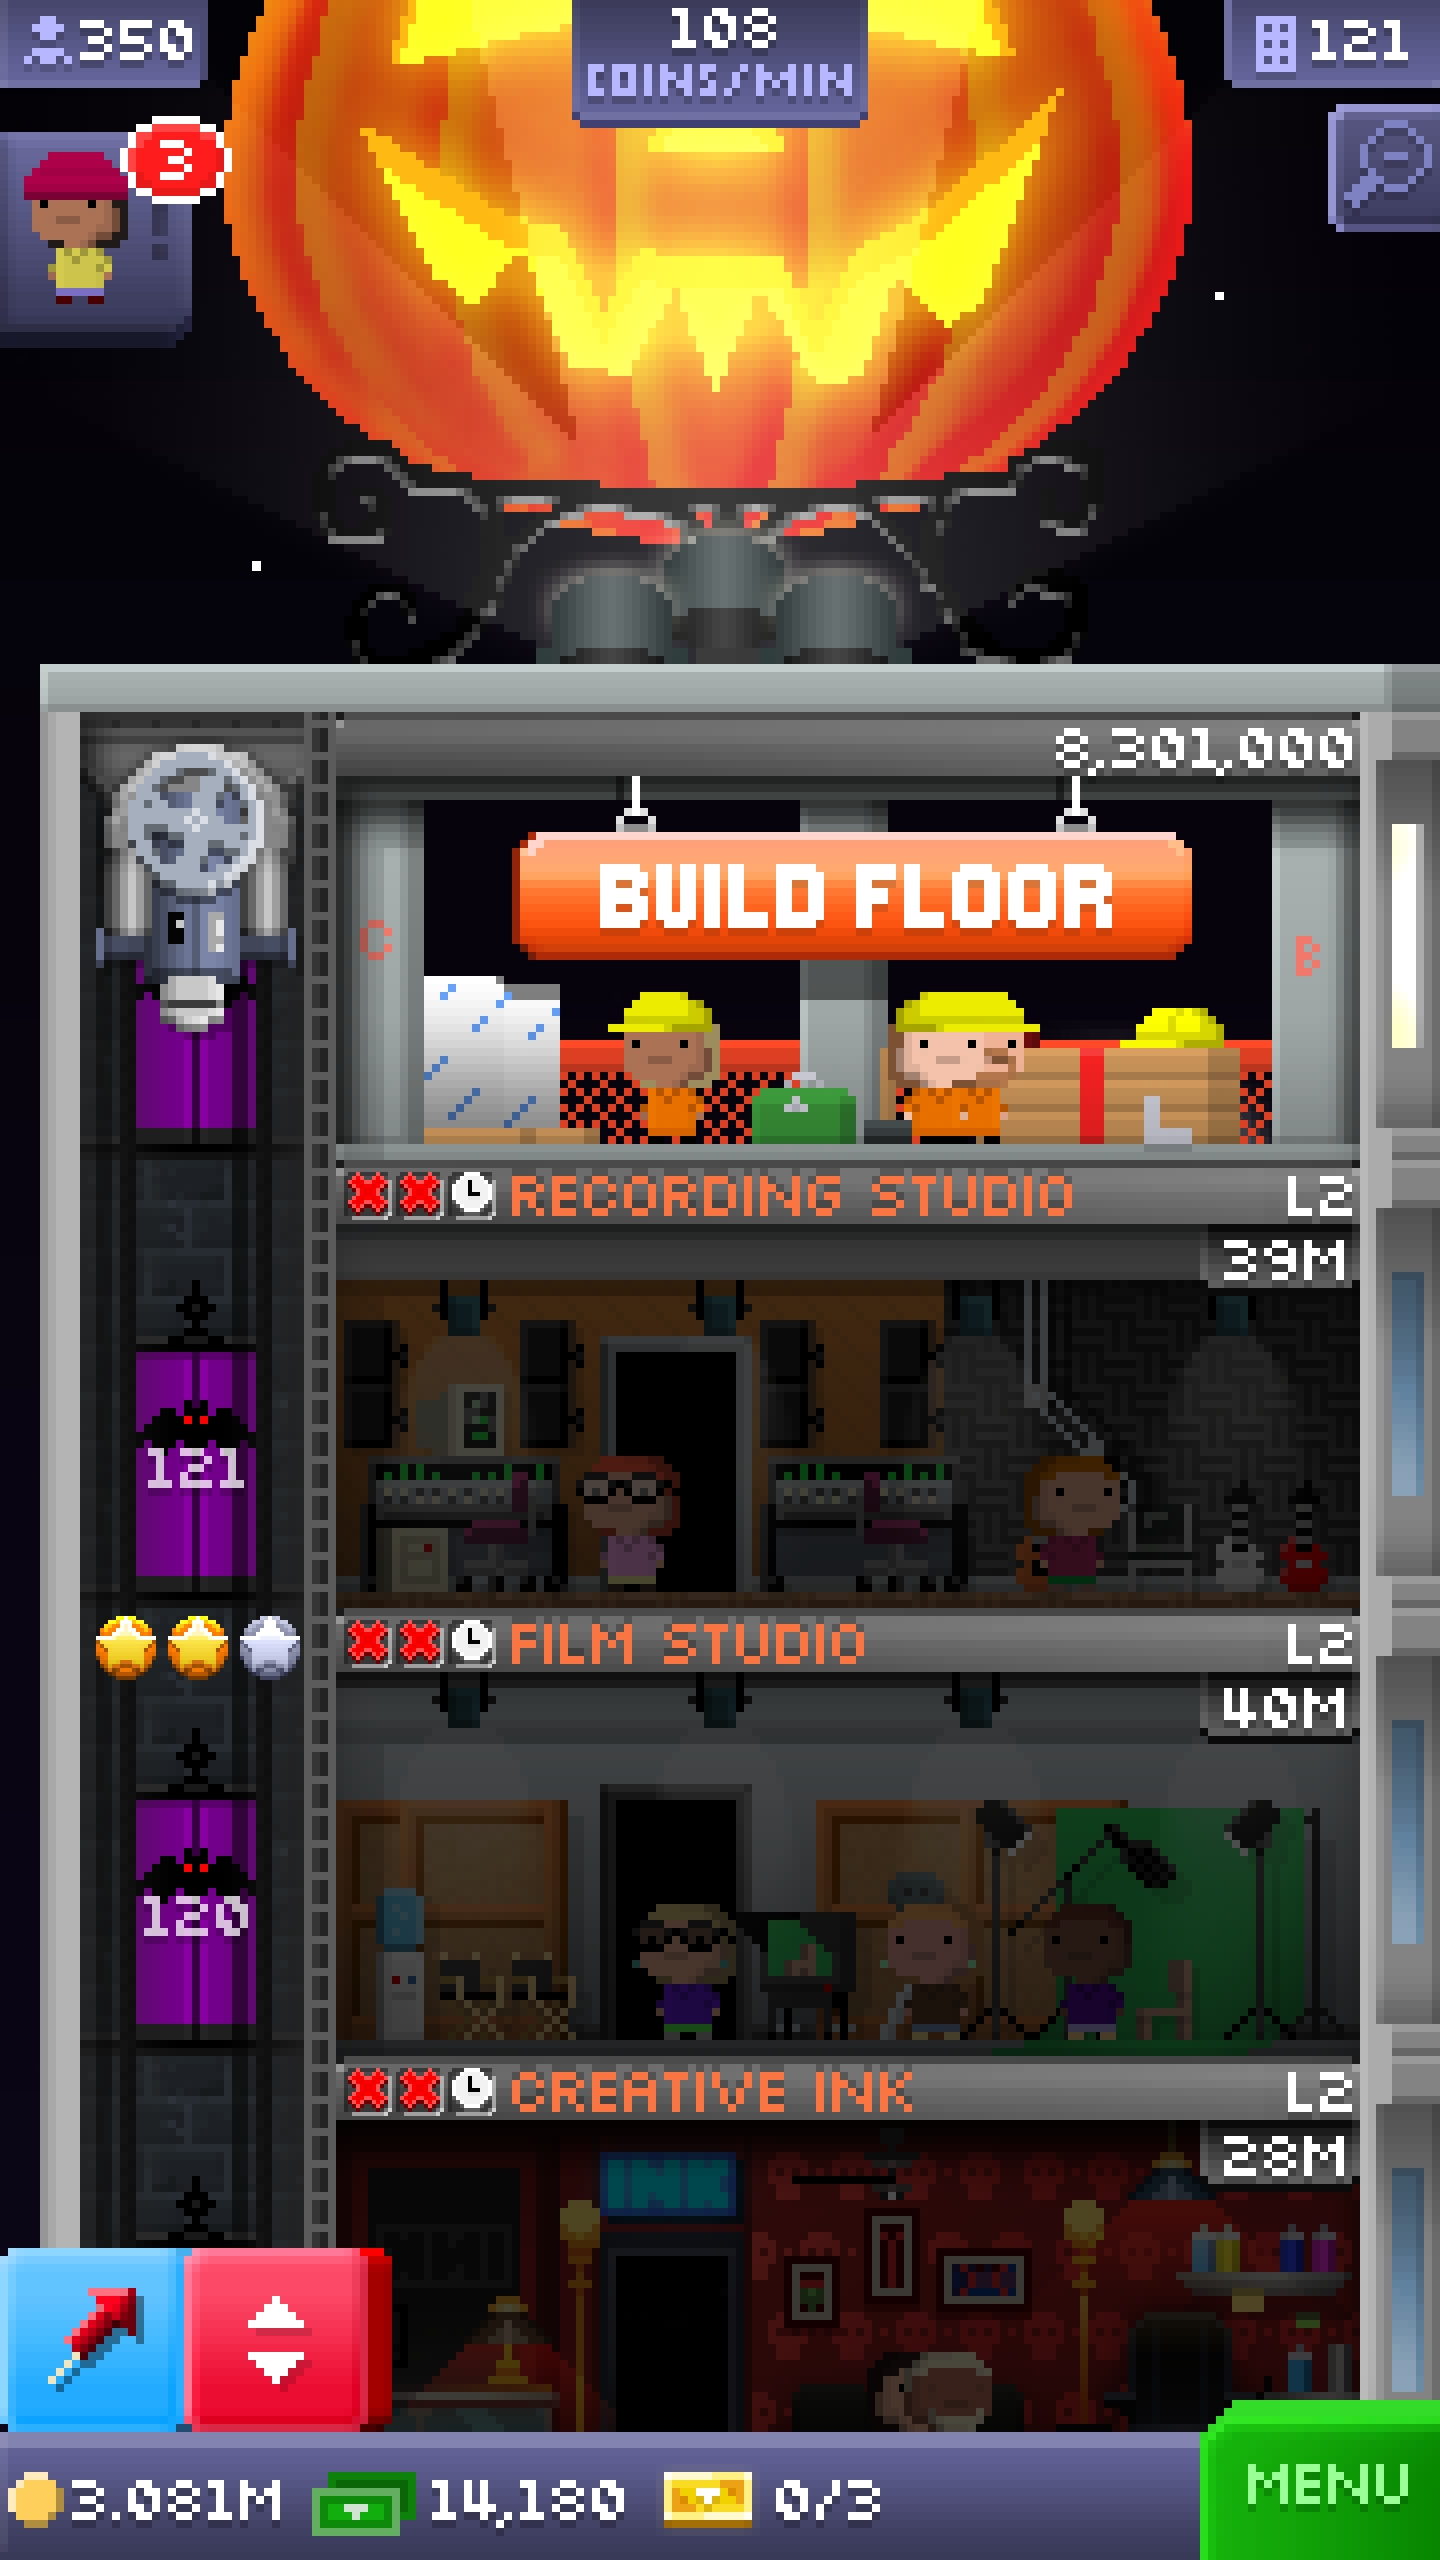 350
108
COINS/MIN
121
3
8,301,000
BUILD FLOOR
C
B
RECORDING STUDIO
L2
39M
121
FILM STUDIO
L2
40M
120
CREATIVE INK
L2
28M
INK
3.081M
14,180
0/3
MENU